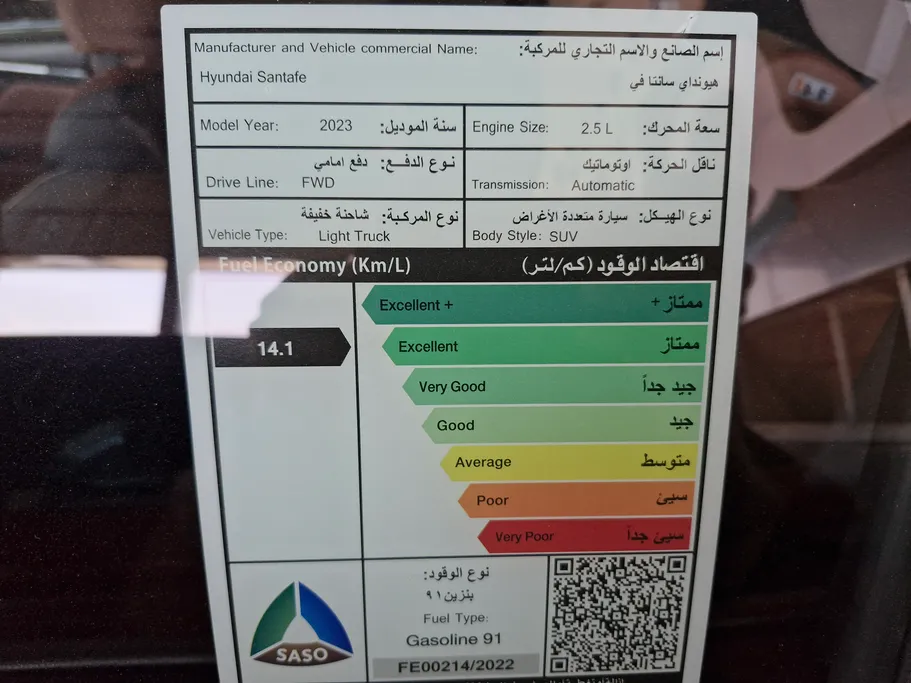 Manufacturer and Vehicle commercial Name: إسم الصانع والاسم التجاري للمركبة:
Hyundai Santafe هيونداي سانتا في
Model Year: 2023 سنة الموديل: Engine Size: 2.5 L سعة المحرك:
نوع الدفع: دفع امامي ناقل الحركة: اوتوماتيك
Drive Line: FWD Transmission: Automatic
نوع المركبة: شاحنة خفيفة نوع الهيكل: سيارة متعددة الأغراض
Vehicle Type: Light Truck Body Style: SUV
Fuel Economy (Km/L) اقتصاد الوقود (كم/لتر)
Excellent + ممتاز +
14.1 Excellent ممتاز
Very Good جيد جداً
Good جيد
Average متوسط
Poor سيئ
Very Poor سيئ جداً
نوع الوقود:
بنزين ٩١
Fuel Type:
Gasoline 91
SASO
FE00214/2022